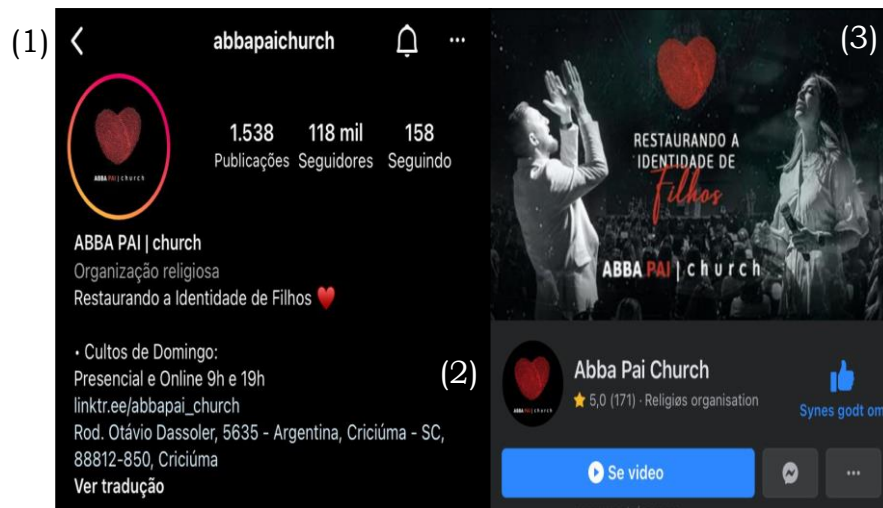 (1)
abbapaichurch
1.538 118 mil 158
Publicações Seguidores Seguindo
ABBA PAI | church
ABBA PAI | church
Organização religiosa
Restaurando a Identidade de Filhos
• Cultos de Domingo:
Presencial e Online 9h e 19h
linktr.ee/abbapai_church
Rod. Otávio Dassoler, 5635 - Argentina, Criciúma - SC,
88812-850, Criciúma
Ver tradução
(2)
(3)
RESTAURANDO A
IDENTIDADE DE
Filhos
ABBA PAI | church
Abba Pai Church
5,0 (171) · Religiøs organisation
ABBA PAI | church
Synes godt om
Se video